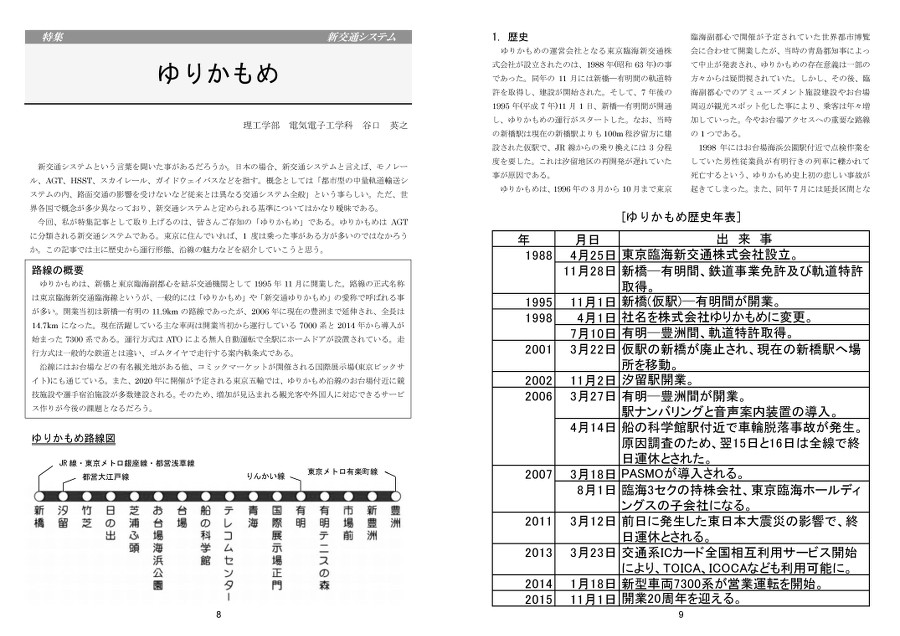 特集
新交通システム
ゆりかもめ
理工学部 電気電子工学科 谷口 英之
新交通システムという言葉を聞いた事があるだろうか。日本の場合、新交通システムと言えば、モノレー
ル、AGT、HSST、スカイレール、ガイドウェイバスなどを指す。概念としては「都市型の中量軌道輸送シ
ステムの内、路面交通の影響を受けないなど従来とは異なる交通システム全般」という事らしい。ただ、世
界各国で概念が多少異なっており、新交通システムと定められる基準についてはかなり曖昧である。
今回、私が特集記事として取り上げるのは、皆さんご存知の「ゆりかもめ」である。ゆりかもめは AGT
に分類される新交通システムである。東京に住んでいれば、1 度は乗った事がある方が多いのではなかろう
か。この記事では主に歴史から運行形態、沿線の魅力などを紹介していこうと思う。
路線の概要
ゆりかもめは、新橋と東京臨海副都心を結ぶ交通機関として 1995 年 11 月に開業した。路線の正式名称
は東京臨海新交通臨海線というが、一般的には「ゆりかもめ」や「新交通ゆりかもめ」の愛称で呼ばれる事
が多い。開業当初は新橋―有明の 11.9km の路線であったが、2006 年に現在の豊洲まで延伸され、全長は
14.7km になった。現在活躍している主な車両は開業当初から運行している 7000 系と 2014 年から導入が
始まった 7300 系である。運行方式は ATO による無人自動運転で全駅にホームドアが設置されている。走
行方式は一般的な鉄道とは違い、ゴムタイヤで走行する案内軌条式である。
沿線にはお台場などの有名観光地がある他、コミックマーケットが開催される国際展示場(東京ビックサ
イト)にも通じている。また、2020 年に開催が予定される東京五輪では、ゆりかもめ沿線のお台場付近に競
技施設や選手宿泊施設が多数建設される。そのため、増加が見込まれる観光客や外国人に対応できるサービ
ス作りが今後の課題となるだろう。
ゆりかもめ路線図
JR線・東京メトロ銀座線・都営浅草線
都営大江戸線
りんかい線
東京メトロ有楽町線
新橋
汐留
竹芝
日の出
芝浦ふ頭
お台場海浜公園
台場
船の科学館
テレコムセンター
青海
国際展示場正門
有明
有明テニスの森
市場前
新豊洲
豊洲
8
1. 歴史
ゆりかもめの運営会社となる東京臨海新交通株
式会社が設立されたのは、1988 年(昭和 63 年)の事
であった。同年の 11 月には新橋―有明間の軌道特
許を取得し、建設が開始された。そして、7 年後の
1995 年(平成 7 年)11 月 1 日、新橋―有明間が開通
し、ゆりかもめの運行がスタートした。なお、当時
の新橋駅は現在の新橋駅よりも 100m 程汐留方に建
設された仮駅で、JR 線からの乗り換えには 3 分程
度を要した。これは汐留地区の再開発が遅れていた
事が原因である。
ゆりかもめは、1996 年の 3 月から 10 月まで東京
臨海副都心で開催が予定されていた世界都市博覧
会に合わせて開業したが、当時の青島都知事によっ
て中止が発表され、ゆりかもめの存在意義は一部の
方々からは疑問視されていた。しかし、その後、臨
海副都心でのアミューズメント施設建設やお台場
周辺が観光スポット化した事により、乗客は年々増
加していった。今やお台場アクセスへの重要な路線
の 1 つである。
1998 年にはお台場海浜公園駅付近で点検作業を
していた男性従業員が有明行きの列車に轢かれて
死亡するという、ゆりかもめ史上初の悲しい事故が
起きてしまった。また、同年 7 月には延長区間とな
[ゆりかもめ歴史年表]
年 月日 出 来 事
1988 4月25日 東京臨海新交通株式会社設立。
11月28日 新橋―有明間、鉄道事業免許及び軌道特許
取得。
1995 11月1日 新橋(仮駅)―有明間が開業。
1998 4月1日 社名を株式会社ゆりかもめに変更。
7月10日 有明―豊洲間、軌道特許取得。
2001 3月22日 仮駅の新橋が廃止され、現在の新橋駅へ場
所を移動。
2002 11月2日 汐留駅開業。
2006 3月27日 有明―豊洲間が開業。
駅ナンバリングと音声案内装置の導入。
4月14日 船の科学館駅付近で車輪脱落事故が発生。
原因調査のため、翌15日と16日は全線で終
日運休とされた。
2007 3月18日 PASMOが導入される。
8月1日 臨海3セクの持株会社、東京臨海ホールディ
ングスの子会社になる。
2011 3月12日 前日に発生した東日本大震災の影響で、終
日運休とされる。
2013 3月23日 交通系ICカード全国相互利用サービス開始
により、TOICA、ICOCAなども利用可能に。
2014 1月18日 新型車両7300系が営業運転を開始。
2015 11月1日 開業20周年を迎える。
9